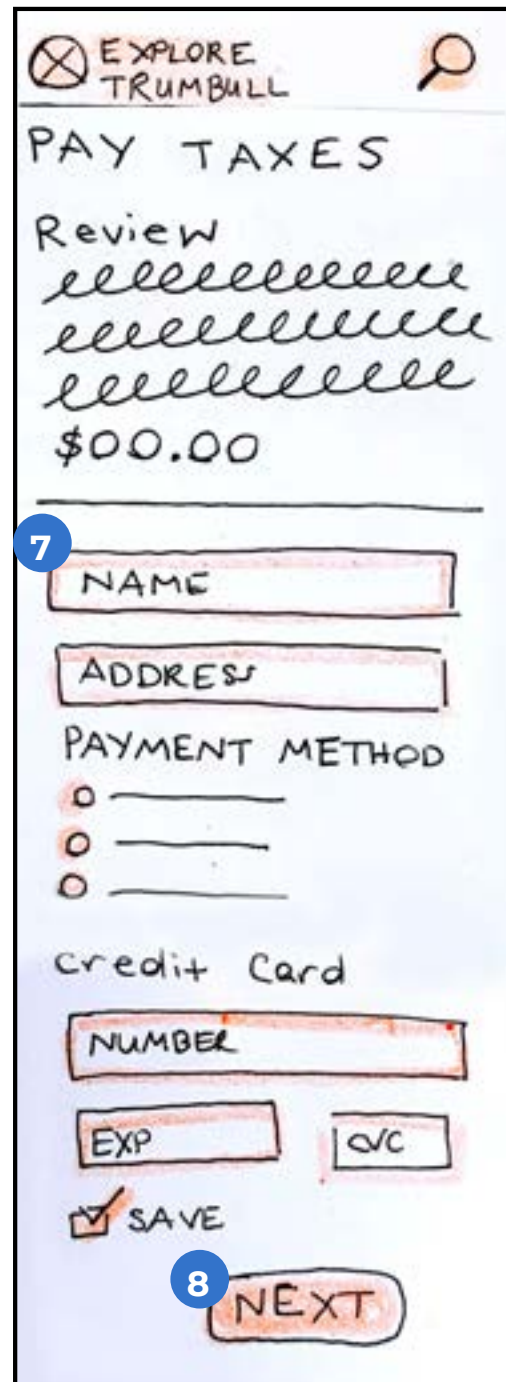 EXPLORE
TRUMBULL
PAY TAXES
Review
$00.00
7
NAME
ADDRESS
PAYMENT METHOD
credit Card
NUMBER
EXP
CVC
SAVE
8
NEXT